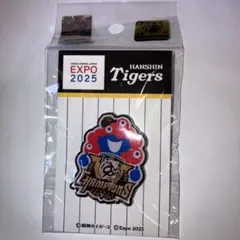 EXPO
2025
HANSHIN
Tigers
CHAMPIONS
©阪神タイガース ©Expo 2025